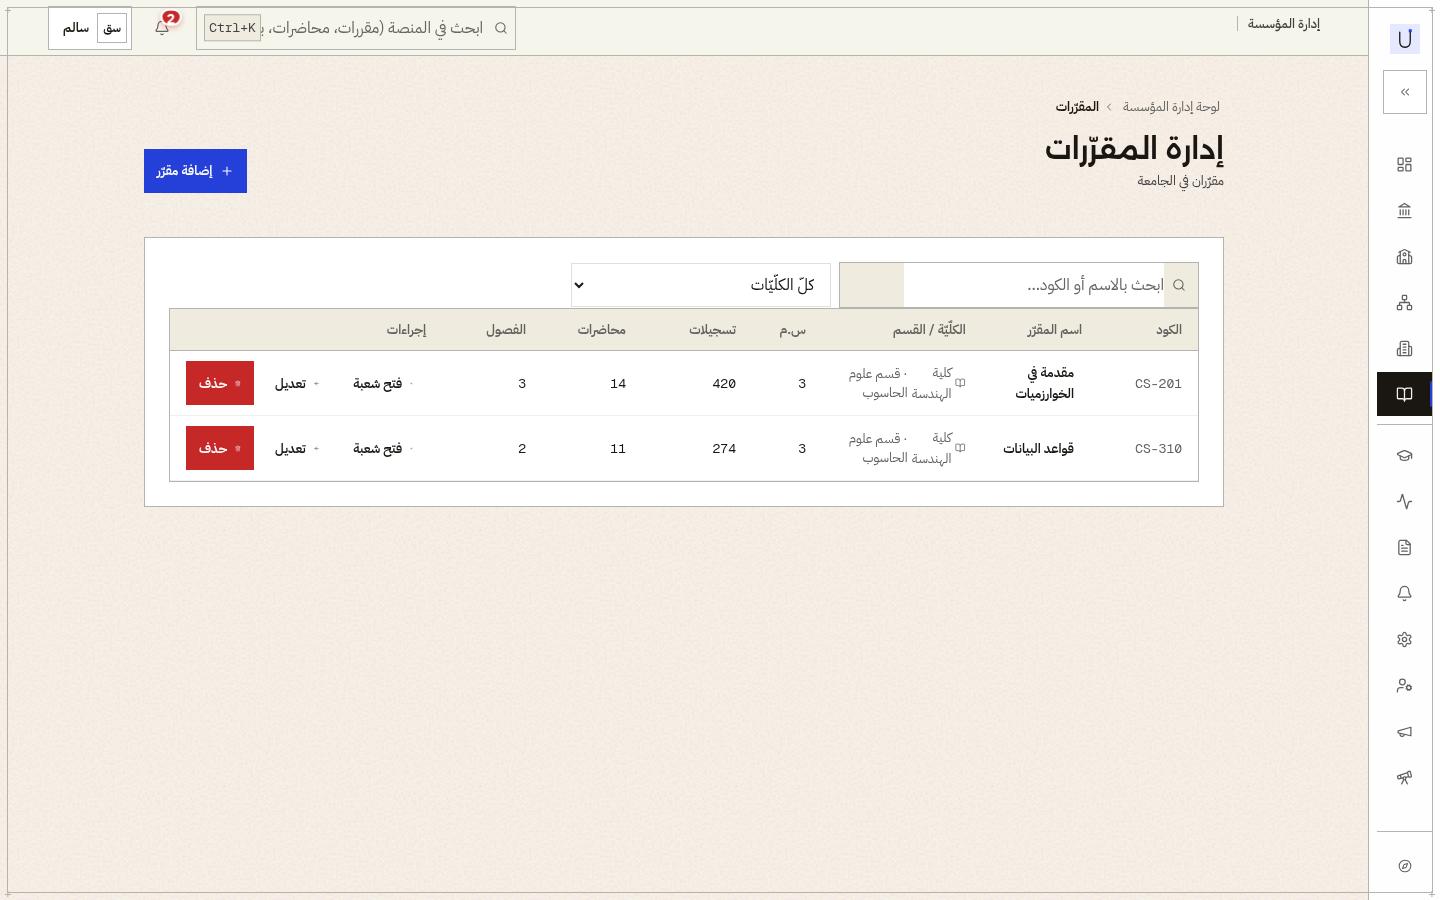 إدارة المؤسسة
ابحث في المنصة (مقررات، محاضرات، ب
Ctrl+K
2
سق
سالم
لوحة إدارة المؤسسة
المقرّرات
إدارة المقرّرات
مقرّران في الجامعة
إضافة مقرّر
ابحث بالاسم أو الكود...
كلّ الكلّيّات
الكود اسم المقرّر الكلّيّة / القسم س.م تسجيلات محاضرات الفصول إجراءات
CS-201 مقدمة في الخوارزميات كلية الهندسة · قسم علوم الحاسوب 3 420 14 3 فتح شعبة تعديل حذف
CS-310 قواعد البيانات كلية الهندسة · قسم علوم الحاسوب 3 274 11 2 فتح شعبة تعديل حذف